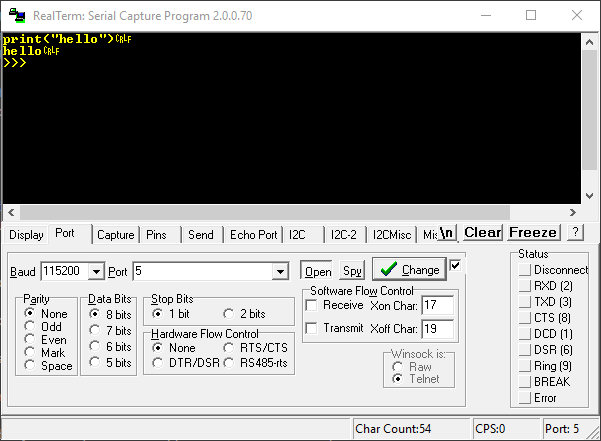 RealTerm: Serial Capture Program 2.0.0.70
print("hello")CRLF
helloCRLF
>>>
Display Port Capture Pins Send Echo Port I2C I2C-2 I2CMisc Mis \n Clear Freeze ?
Baud 115200 Port 5 Open Spy Change
Parity
None
Odd
Even
Mark
Space
Data Bits
8 bits
7 bits
6 bits
5 bits
Stop Bits
1 bit 2 bits
Hardware Flow Control
None RTS/CTS
DTR/DSR RS485-rts
Software Flow Control
Receive Xon Char: 17
Transmit Xoff Char: 19
Winsock is:
Raw
Telnet
Status
Disconnect
RXD (2)
TXD (3)
CTS (8)
DCD (1)
DSR (6)
Ring (9)
BREAK
Error
Char Count:54 CPS:0 Port: 5